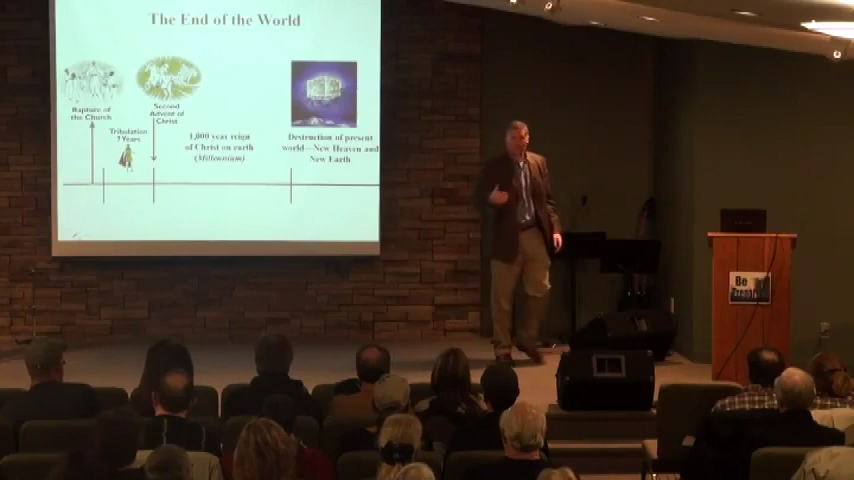 The End of the World
Rapture of
the Church
Tribulation
7 Years
Second
Advent of
Christ
1,000 year reign
of Christ on earth
(Millennium)
Destruction of present
world—New Heaven and
New Earth
Be